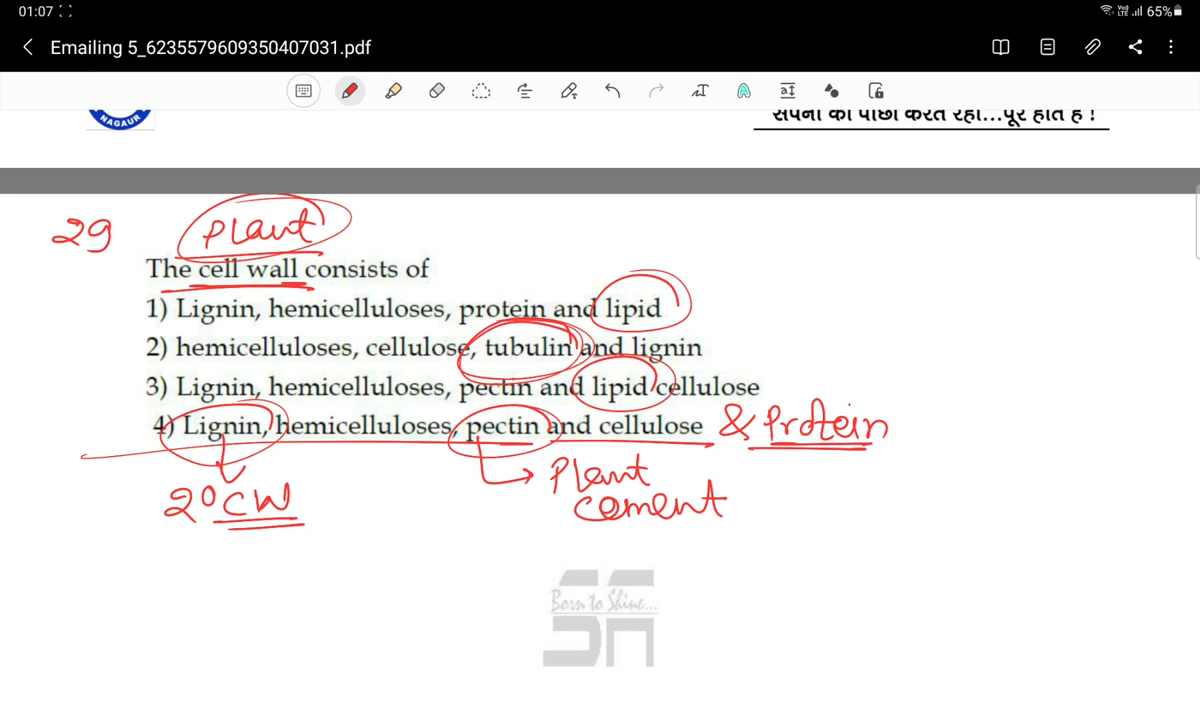 01:07
VoO LTE 65%
Emailing 5_6235579609350407031.pdf
NAGAUR
सपनों का पीछा करते रहो...पूरे होते हैं !
29 Plant
The cell wall consists of
1) Lignin, hemicelluloses, protein and lipid
2) hemicelluloses, cellulose, tubulin and lignin
3) Lignin, hemicelluloses, pectin and lipid cellulose
4) Lignin, hemicelluloses, pectin and cellulose & Protein
Plant
2° CW
cement
Born to Shine...